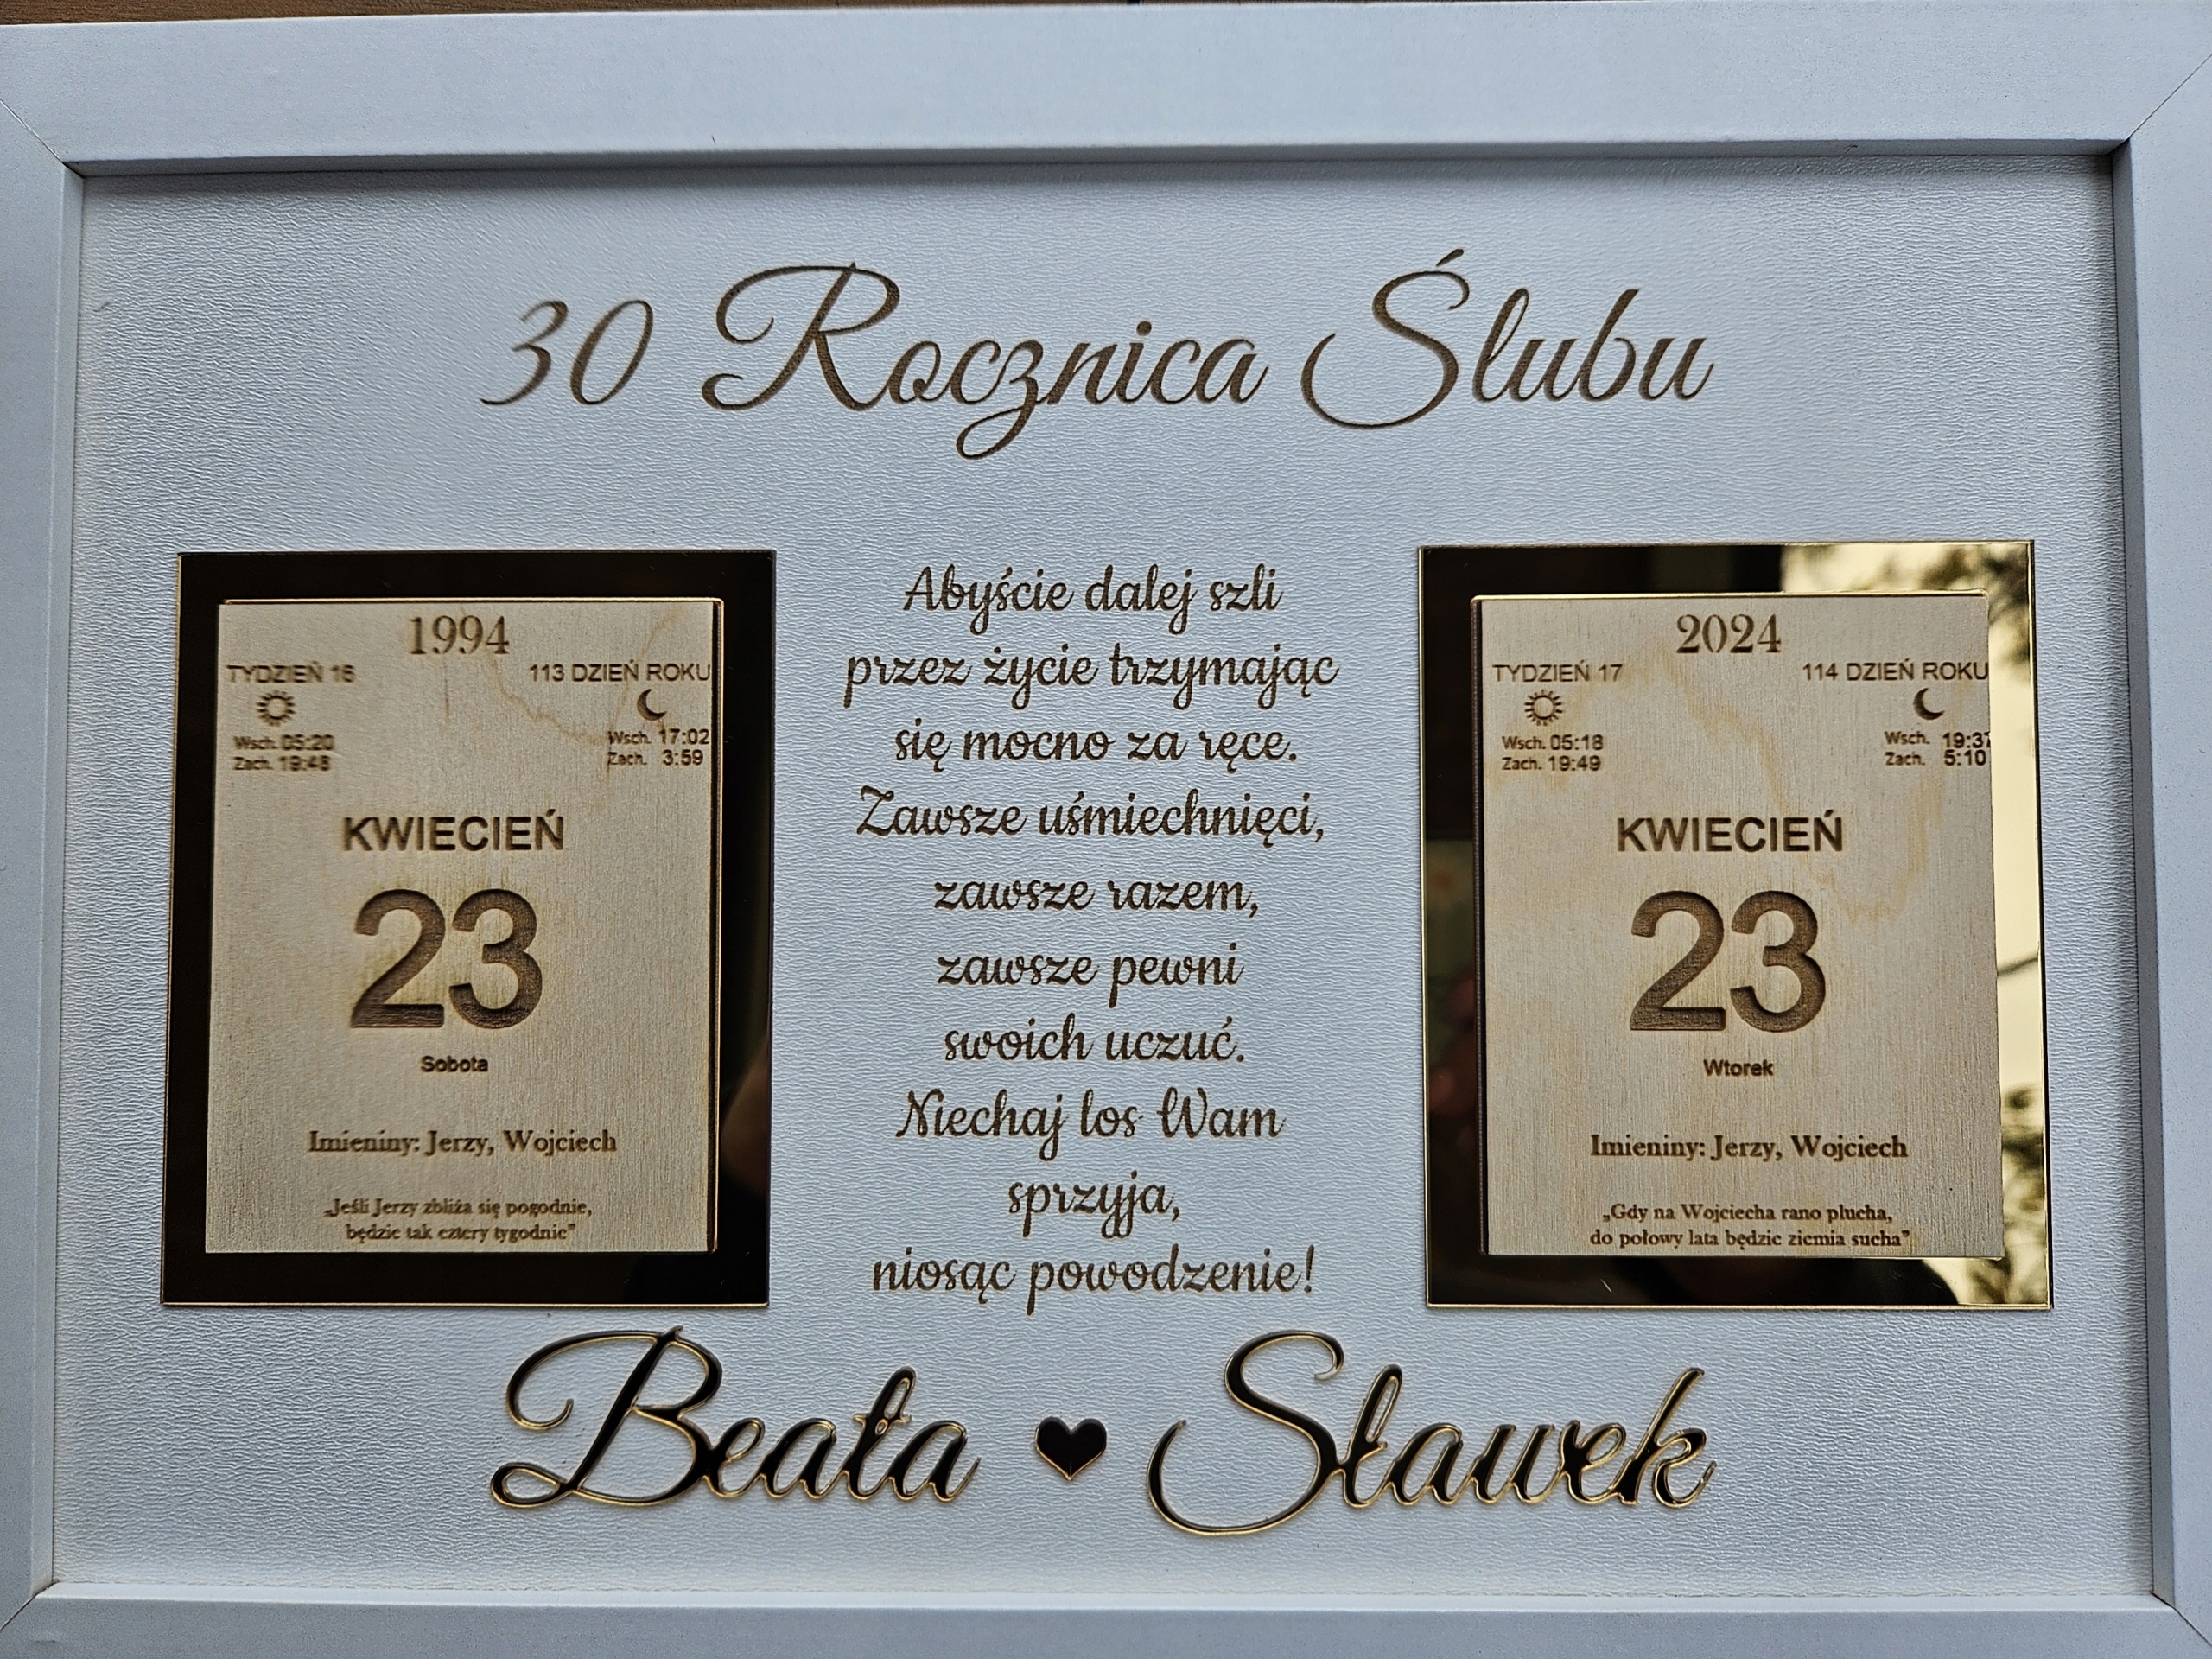 30 Rocznica Ślubu
1994
TYDZIEŃ 16 113 DZIEŃ ROKU
Wsch. 05:20 Wsch. 17:02
Zach. 19:48 Zach. 3:59
KWIECIEŃ
23
Sobota
Imieniny: Jerzy, Wojciech
„Jeśli Jerzy zbliża się pogodnie,
będzie tak cztery tygodnie”
Abyście dalej szli
przez życie trzymając
się mocno za ręce.
Zawsze uśmiechnięci,
zawsze razem,
zawsze pewni
swoich uczuć.
Niechaj los Wam
sprzyja,
niosąc powodzenie!
2024
TYDZIEŃ 17 114 DZIEŃ ROKU
Wsch. 05:18 Wsch. 19:37
Zach. 19:49 Zach. 5:10
KWIECIEŃ
23
Wtorek
Imieniny: Jerzy, Wojciech
„Gdy na Wojciecha rano plucha,
do połowy lata będzie ziemia sucha”
Beata Sławek